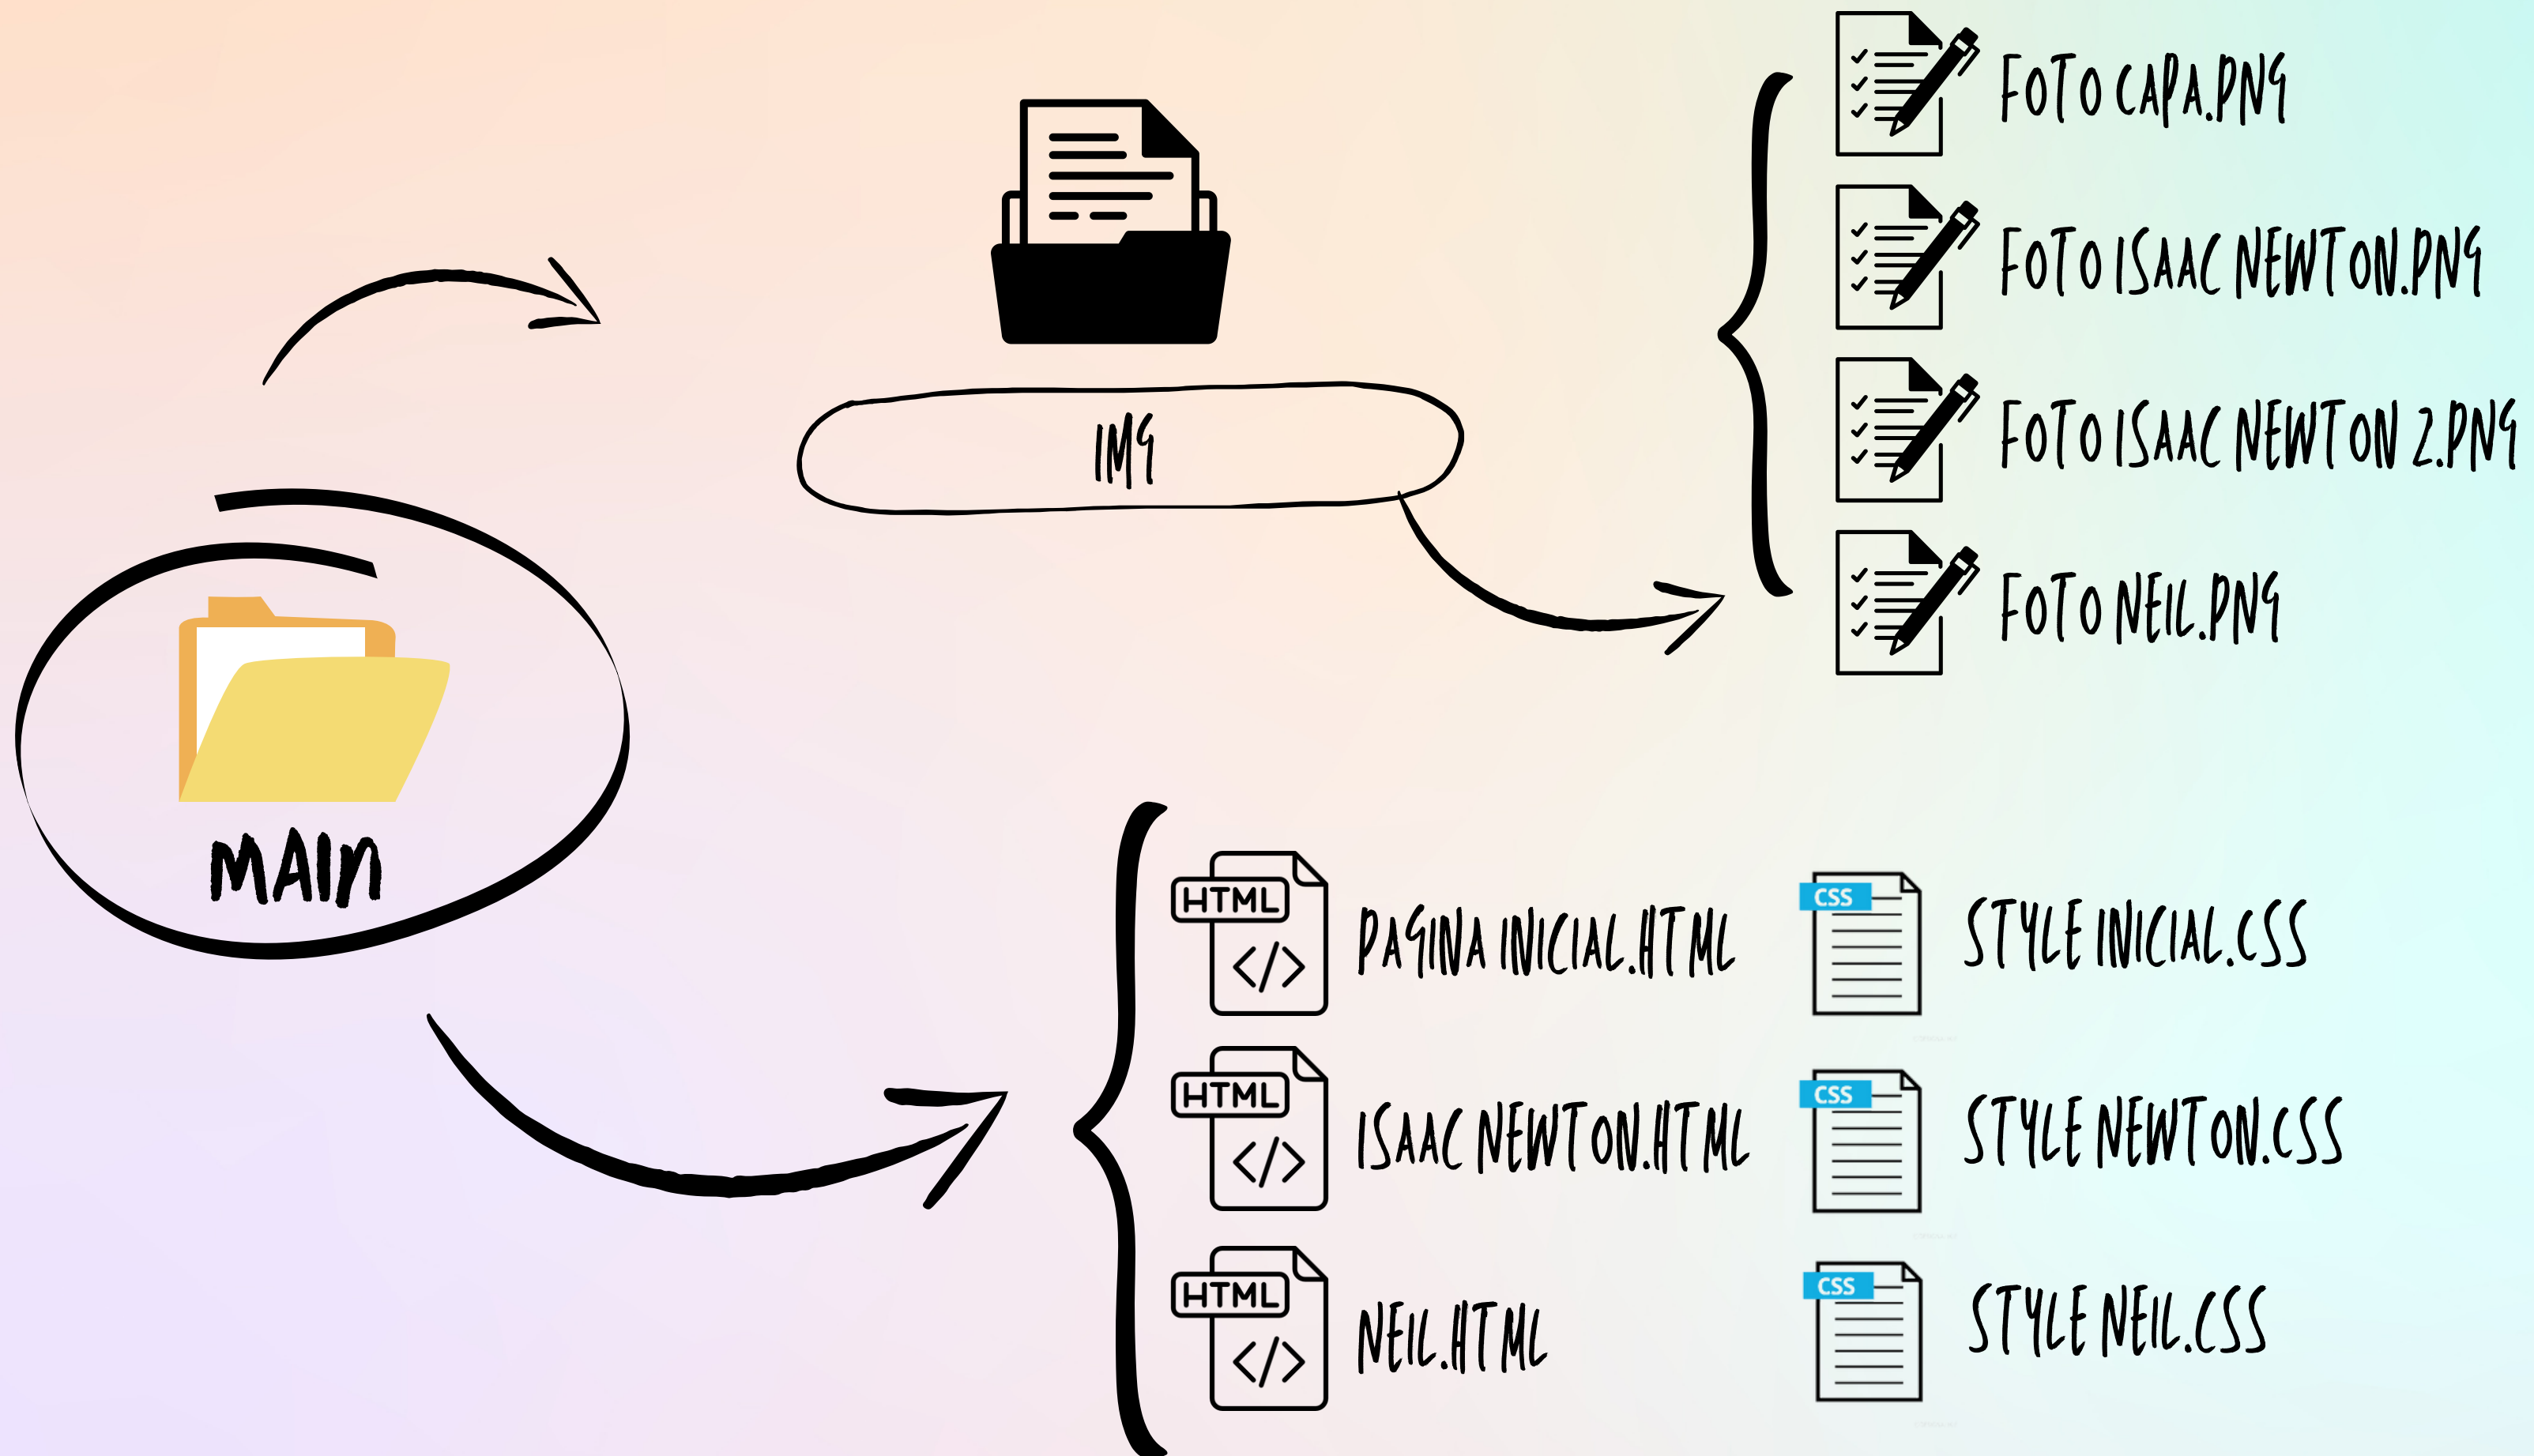 FOTO CAPA.PNG
FOTO ISAAC NEWTON.PNG
IMG
FOTO ISAAC NEWTON 2.PNG
FOTO NEIL.PNG
MAIN
HTML
</>
PAGINA INICIAL.HTML
CSS
STYLE INICIAL.CSS
HTML
</>
ISAAC NEWTON.HTML
CSS
STYLE NEWTON.CSS
HTML
</>
NEIL.HTML
CSS
STYLE NEIL.CSS